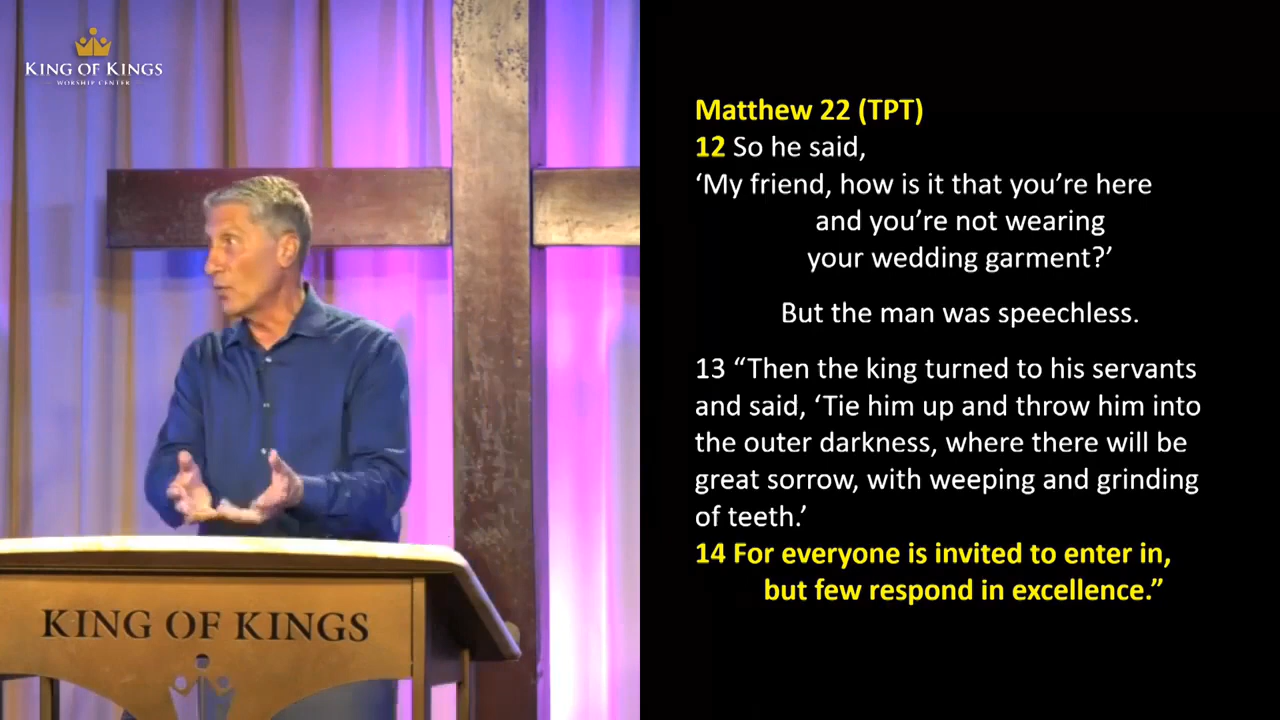 KING OF KINGS
WORSHIP CENTER
KING OF KINGS
Matthew 22 (TPT)
12 So he said,
‘My friend, how is it that you’re here
and you’re not wearing
your wedding garment?’
But the man was speechless.
13 “Then the king turned to his servants
and said, ‘Tie him up and throw him into
the outer darkness, where there will be
great sorrow, with weeping and grinding
of teeth.’
14 For everyone is invited to enter in,
but few respond in excellence.”